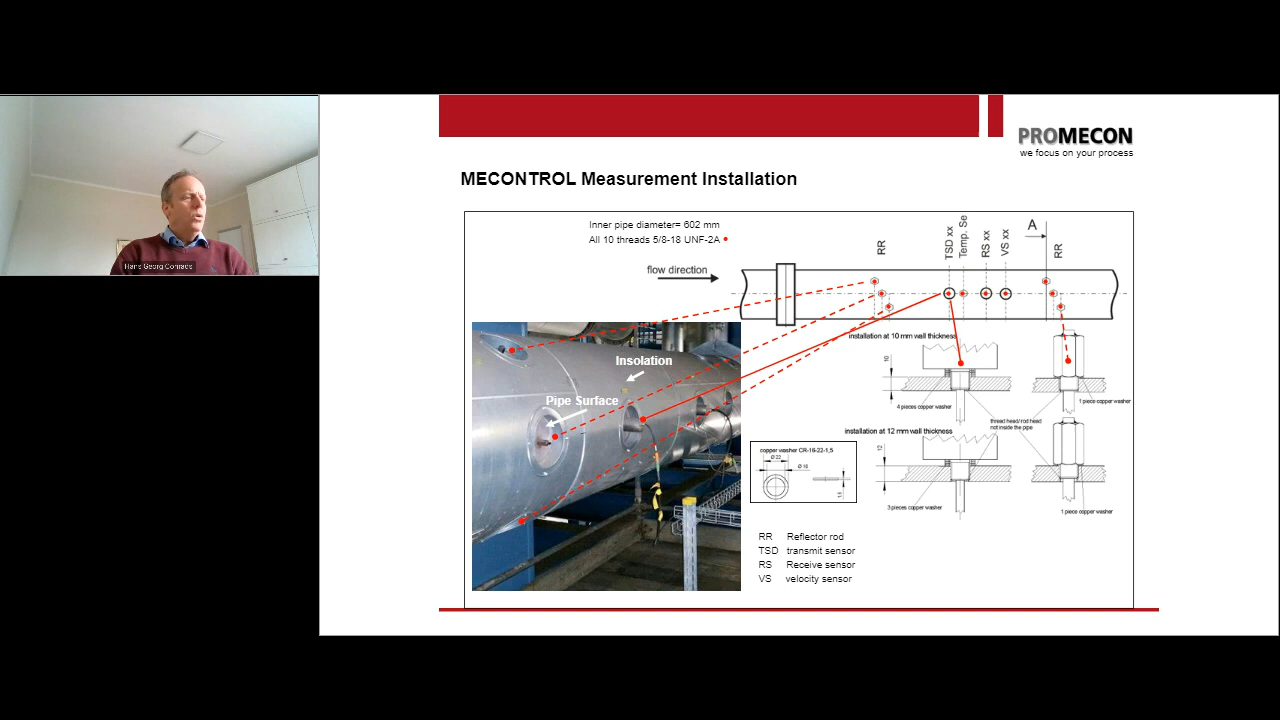 Hans Georg Conrads
PROMECON
we focus on your process
MECONTROL Measurement Installation
Inner pipe diameter= 602 mm
All 10 threads 5/8-18 UNF-2A
flow direction
RR
TSD xx
Temp. Se
RS xx
VS xx
A
RR
installation at 10 mm wall thickness
10
4 pieces copper washer
1 piece copper washer
thread head/ rod head
not inside the pipe
installation at 12 mm wall thickness
12
3 pieces copper washer
1 piece copper washer
copper washer CR-16-22-1,5
Ø 22
Ø 16
Insolation
Pipe Surface
RR Reflector rod
TSD transmit sensor
RS Receive sensor
VS velocity sensor